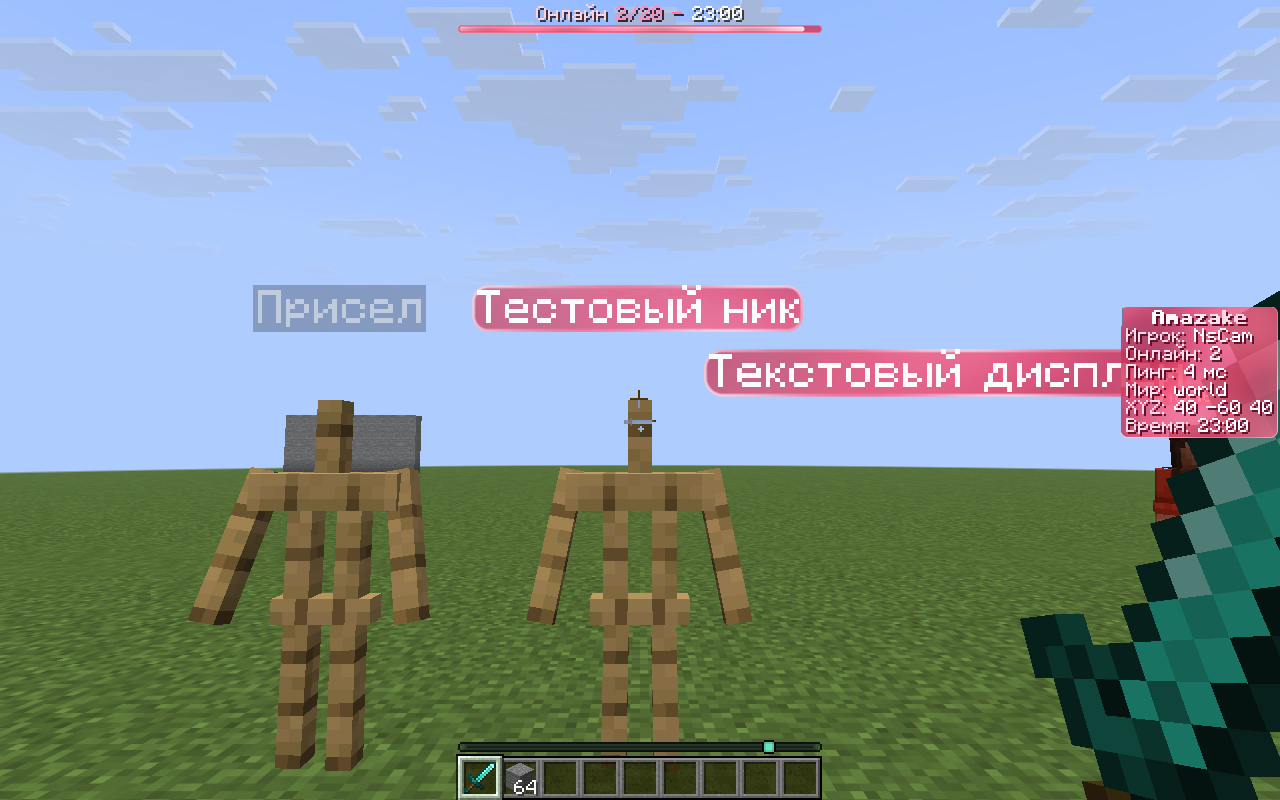 Онлайн 2/20 - 23:00
Присел
Тестовый ник
Текстовый диспл
Amazake
Игрок: NsCam
Онлайн: 2
Пинг: 4 мс
Мир: world
XYZ: 40 -60 40
Время: 23:00
64